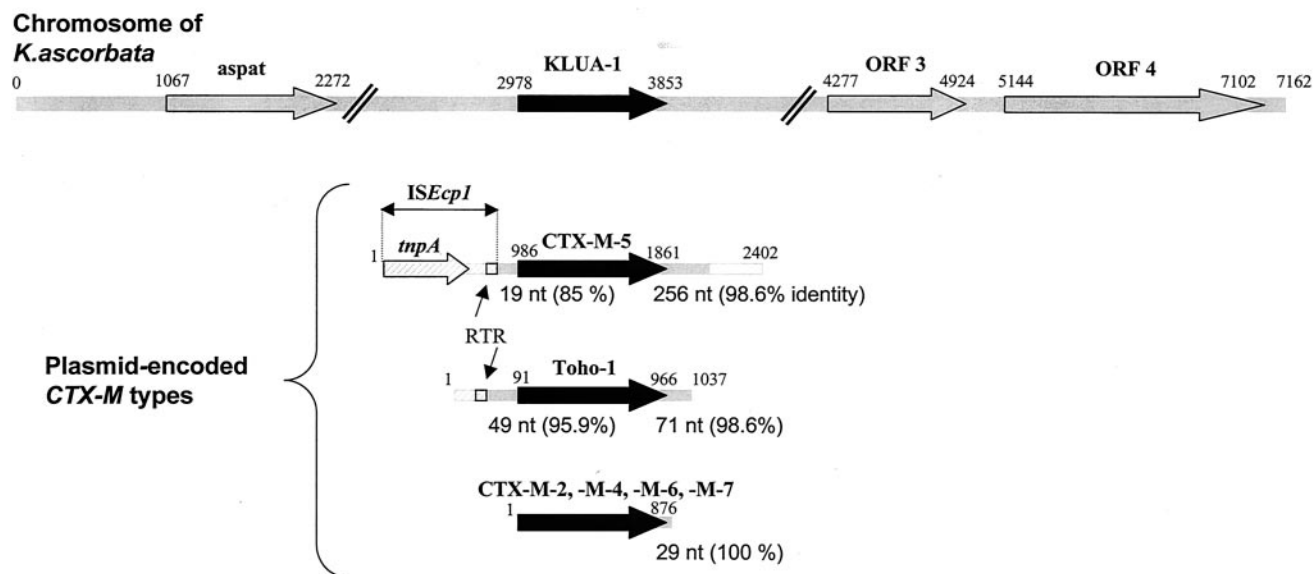 Chromosome of
K.ascorbata
aspat KLUA-1 ORF 3 ORF 4
0 1067 2272 2978 3853 4277 4924 5144 7102 7162
ISEcp1
1 tnpA 986 CTX-M-5 1861 2402
19 nt (85 %) 256 nt (98.6% identity)
RTR
Plasmid-encoded
CTX-M types
1 91 Toho-1 966 1037
49 nt (95.9%) 71 nt (98.6%)
CTX-M-2, -M-4, -M-6, -M-7
1 876
29 nt (100 %)